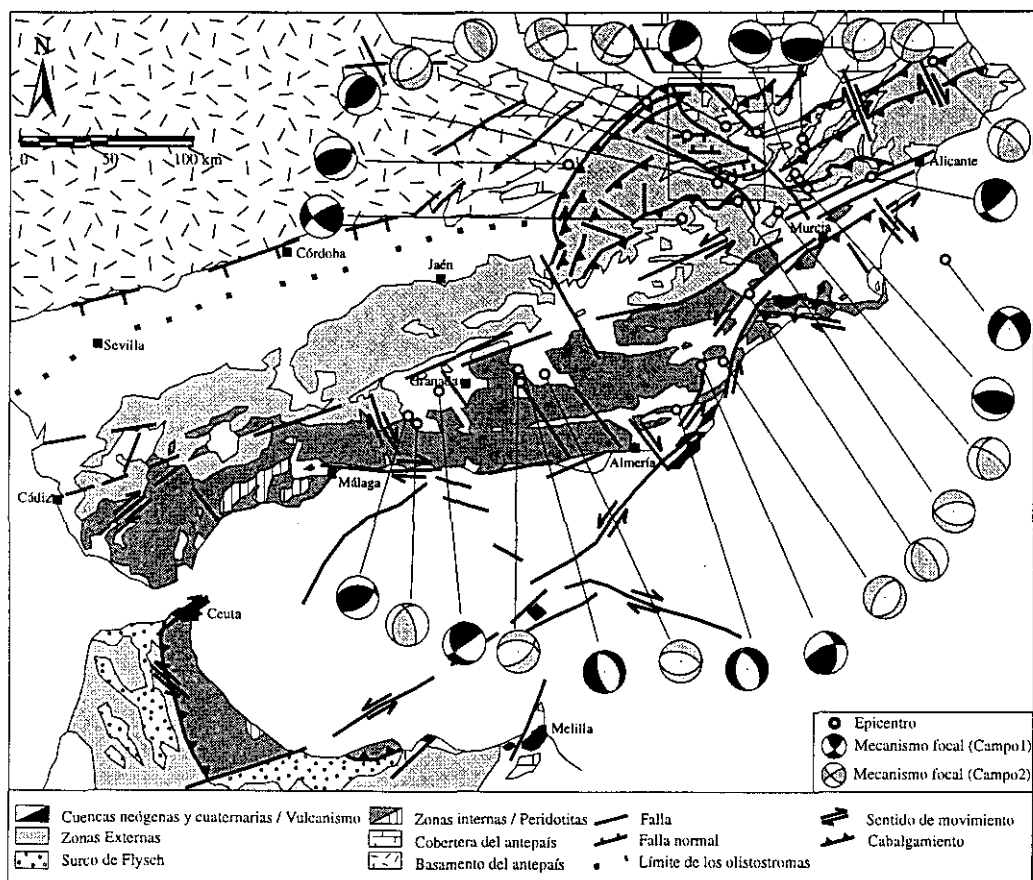 N
0 50 100 km
Alicante
Murcia
Córdoba
Jaén
Sevilla
Granada
Almería
Málaga
Cádiz
Ceuta
Melilla
Epicentro
Mecanismo focal (Campo1)
Mecanismo focal (Campo2)
Cuencas neógenas y cuaternarias / Vulcanismo
Zonas Externas
Surco de Flysch
Zonas internas / Peridotitas
Cobertera del antepaís
Basamento del antepaís
Falla
Falla normal
Límite de los olistostromas
Sentido de movimiento
Cabalgamiento